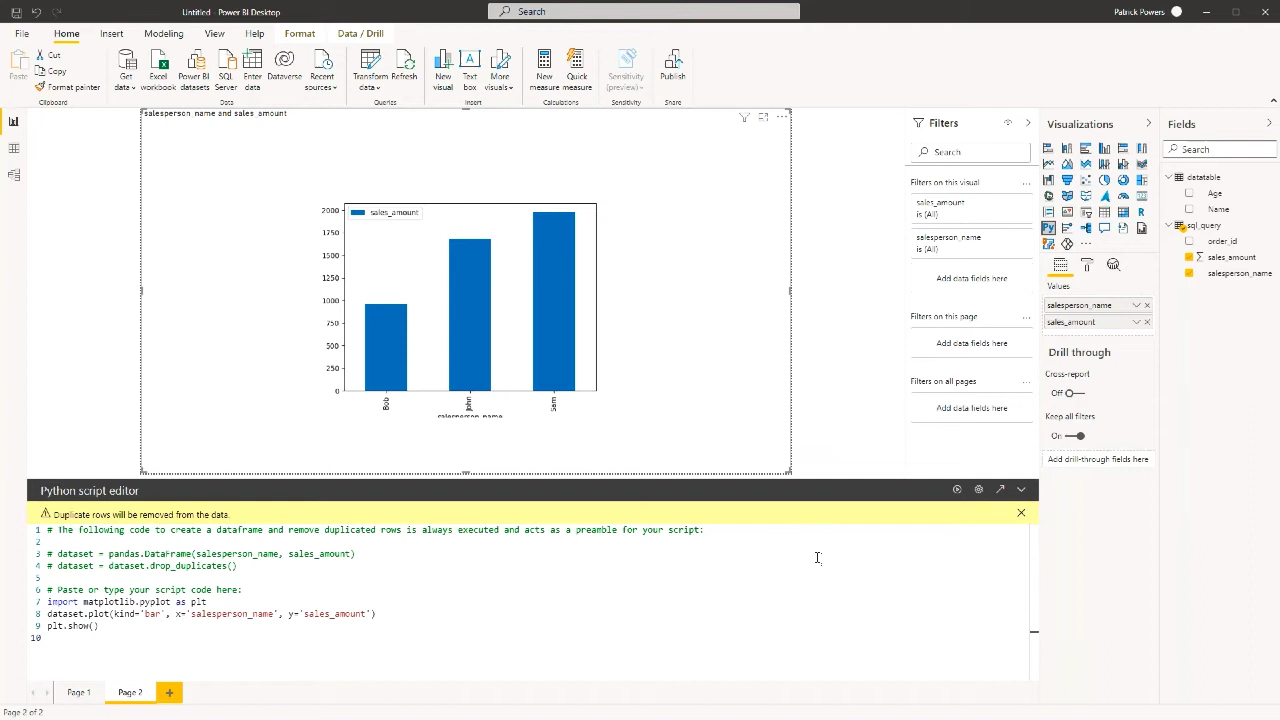 Untitled - Power BI Desktop
Search
Patrick Powers
File Home Insert Modeling View Help Format Data / Drill
Paste
Cut
Copy
Format painter
Get data
Excel workbook
Power BI datasets
SQL Server
Enter data
Dataverse
Recent sources
Transform data
Refresh
New visual
Text box
More visuals
New measure
Quick measure
Sensitivity (preview)
Publish
Clipboard Data Queries Insert Calculations Sensitivity Share
salesperson_name and sales_amount
sales_amount
2000
1750
1500
1250
1000
750
500
250
0
Bob John Sam
salesperson_name
Filters
Search
Filters on this visual
sales_amount
is (All)
salesperson_name
is (All)
Add data fields here
Filters on this page
Add data fields here
Filters on all pages
Add data fields here
Visualizations
R
Py
Values
salesperson_name
sales_amount
Drill through
Cross-report
Off
Keep all filters
On
Add drill-through fields here
Fields
Search
datatable
Age
Name
sql_query
order_id
sales_amount
salesperson_name
Python script editor
Duplicate rows will be removed from the data.
1 # The following code to create a dataframe and remove duplicated rows is always executed and acts as a preamble for your script:
2
3 # dataset = pandas.DataFrame(salesperson_name, sales_amount)
4 # dataset = dataset.drop_duplicates()
5
6 # Paste or type your script code here:
7 import matplotlib.pyplot as plt
8 dataset.plot(kind='bar', x='salesperson_name', y='sales_amount')
9 plt.show()
10
Page 1 Page 2 +
Page 2 of 2